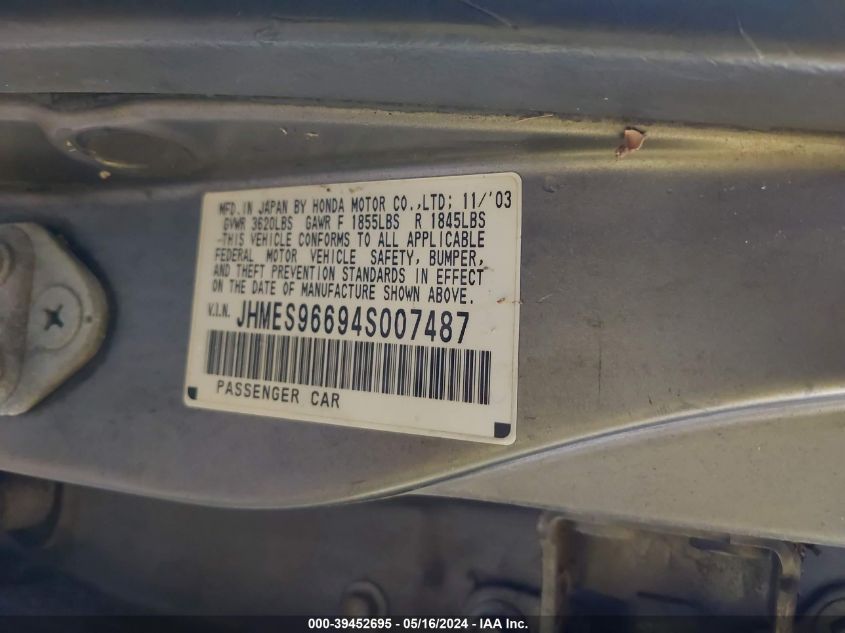 MFD.IN JAPAN BY HONDA MOTOR CO.,LTD; 11/'03
GVWR 3620LBS GAWR F 1855LBS R 1845LBS
-THIS VEHICLE CONFORMS TO ALL APPLICABLE
FEDERAL MOTOR VEHICLE SAFETY, BUMPER,
AND THEFT PREVENTION STANDARDS IN EFFECT
ON THE DATE OF MANUFACTURE SHOWN ABOVE.
V.I.N. JHMES96694S007487
PASSENGER CAR
000-39452695 - 05/16/2024 - IAA Inc.